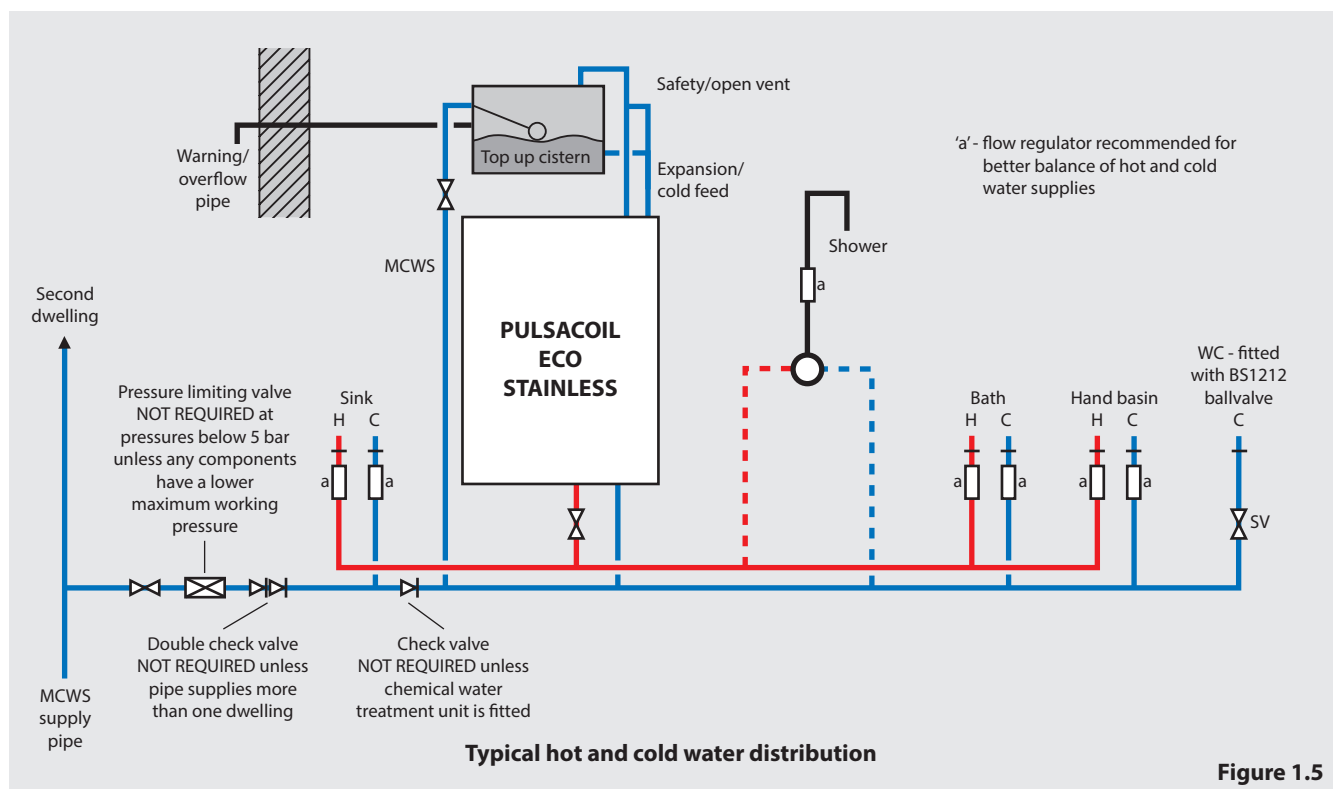 Safety/open vent
Top up cistern
Warning/
overflow
pipe
Expansion/
cold feed
‘a’ - flow regulator recommended for
better balance of hot and cold
water supplies
MCWS
Shower
a
PULSACOIL
ECO
STAINLESS
Second
dwelling
Pressure limiting valve
NOT REQUIRED at
pressures below 5 bar
unless any components
have a lower
maximum working
pressure
Sink
H C
a a
Bath
H C
a a
Hand basin
H C
a a
WC - fitted
with BS1212
ballvalve
C
SV
MCWS
supply
pipe
Double check valve
NOT REQUIRED unless
pipe supplies more
than one dwelling
Check valve
NOT REQUIRED unless
chemical water
treatment unit is fitted
Typical hot and cold water distribution
Figure 1.5